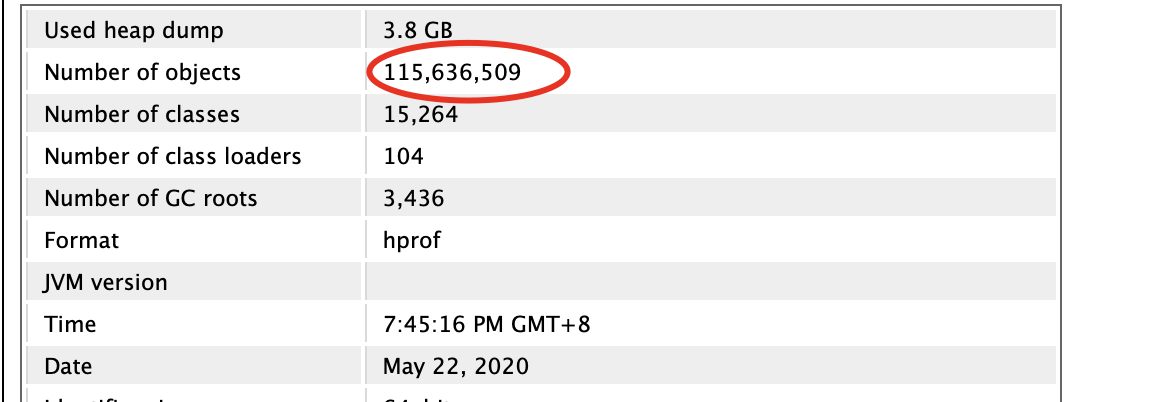 Used heap dump 3.8 GB
Number of objects 115,636,509
Number of classes 15,264
Number of class loaders 104
Number of GC roots 3,436
Format hprof
JVM version
Time 7:45:16 PM GMT+8
Date May 22, 2020